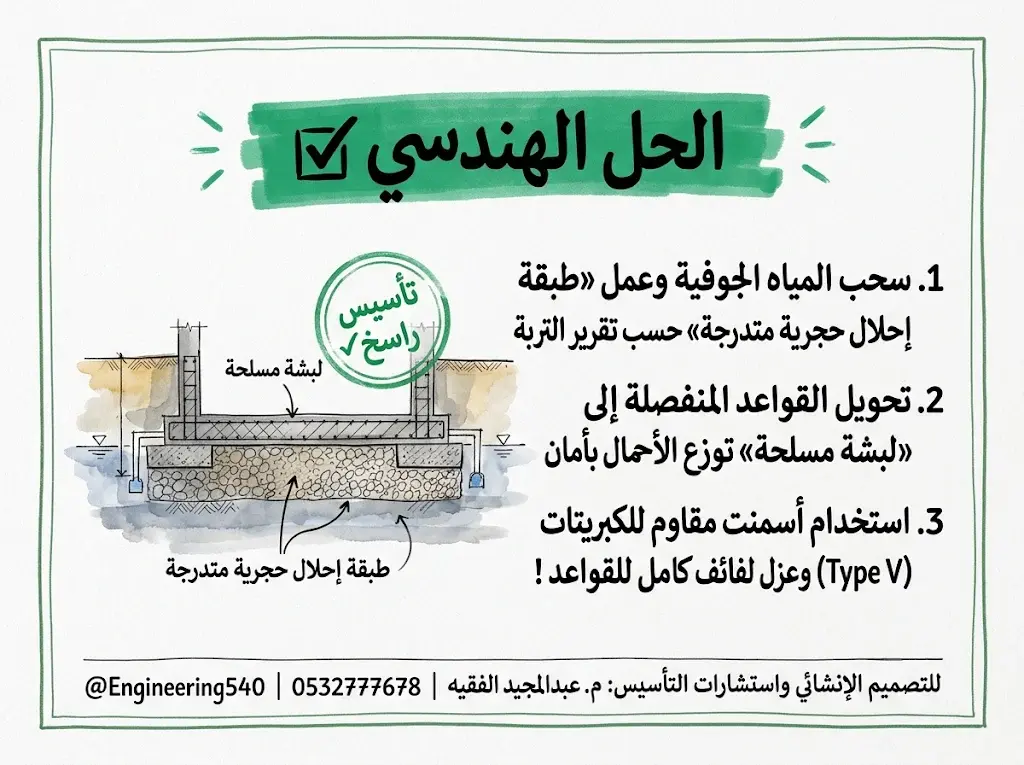 الحل الهندسي ☑
1. سحب المياه الجوفية وعمل «طبقة
إحلال حجرية متدرجة» حسب تقرير التربة
2. تحويل القواعد المنفصلة إلى
«لبشة مسلحة» توزع الأحمال بأمان
3. استخدام أسمنت مقاوم للكبريتات
(Type V) وعزل لفائف كامل للقواعد !
تأسيس
راسخ ✓
لبشة مسلحة
طبقة إحلال حجرية متدرجة
للتصميم الإنشائي واستشارات التأسيس: م. عبدالمجيد الفقيه | 0532777678 | @Engineering540